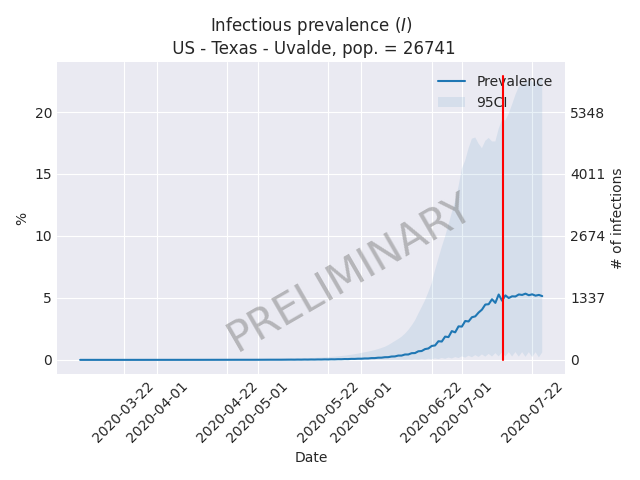 Infectious prevalence (I)
US - Texas - Uvalde, pop. = 26741
Prevalence
95CI
20
15
10
5
0
%
5348
4011
2674
1337
0
# of infections
PRELIMINARY
2020-03-22
2020-04-01
2020-04-22
2020-05-01
2020-05-22
2020-06-01
2020-06-22
2020-07-01
2020-07-22
Date